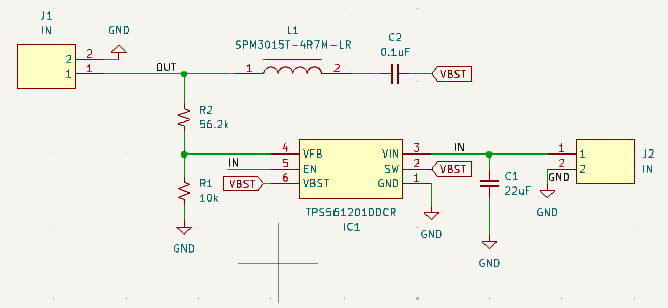 J1
IN
GND
2 2
1 1
OUT
L1
SPM3015T-4R7M-LR
1 2
C2
0.1uF
VBST
R2
56.2k
4 VFB
IN 5 EN
VBST 6 VBST
VIN 3 IN
SW 2 VBST
GND 1
TPS561201DDCR
IC1
R1
10k
GND
GND
C1
22uF
GND
1 1
2 2
GND
J2
IN
GND